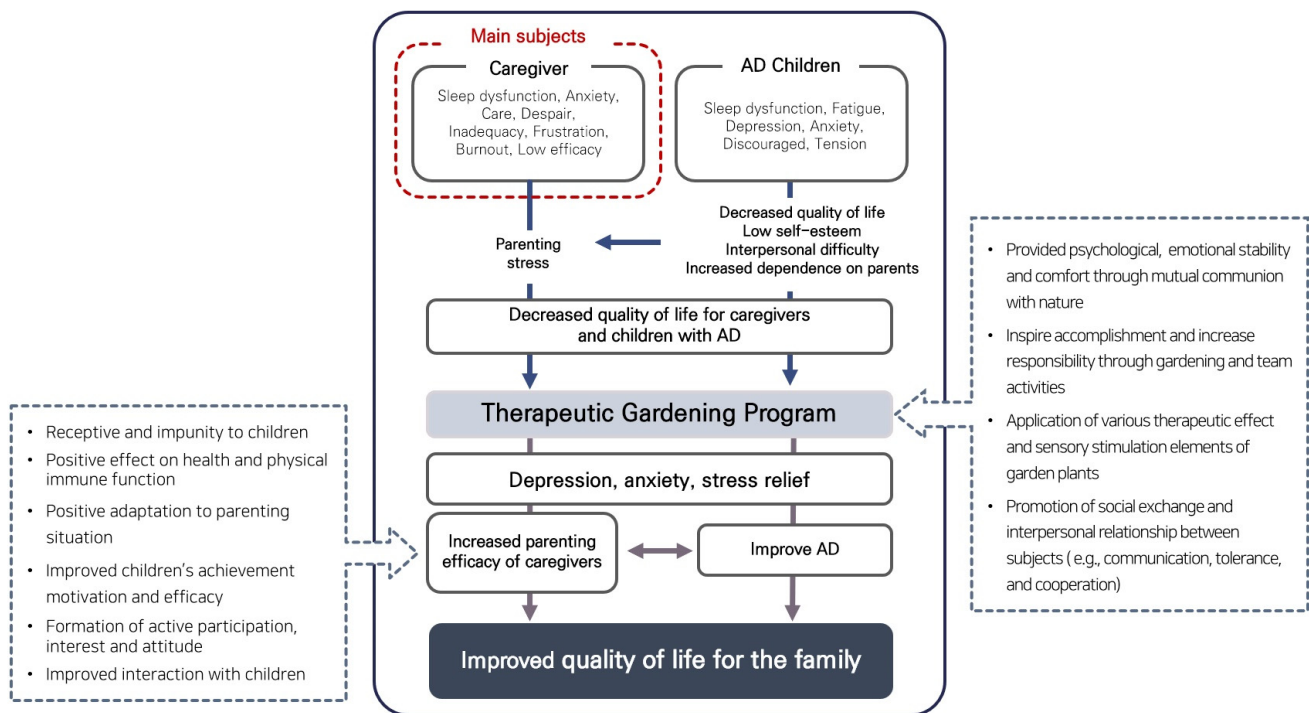 Main subjects
Caregiver
Sleep dysfunction, Anxiety,
Care, Despair,
Inadequacy, Frustration,
Burnout, Low efficacy
AD Children
Sleep dysfunction, Fatigue,
Depression, Anxiety,
Discouraged, Tension
Parenting
stress
Decreased quality of life
Low self-esteem
Interpersonal difficulty
Increased dependence on parents
Decreased quality of life for caregivers
and children with AD
Therapeutic Gardening Program
Depression, anxiety, stress relief
Increased parenting
efficacy of caregivers
Improve AD
Improved quality of life for the family
• Receptive and impunity to children
• Positive effect on health and physical
immune function
• Positive adaptation to parenting
situation
• Improved children's achievement
motivation and efficacy
• Formation of active participation,
interest and attitude
• Improved interaction with children
• Provided psychological, emotional stability
and comfort through mutual communion
with nature
• Inspire accomplishment and increase
responsibility through gardening and team
activities
• Application of various therapeutic effect
and sensory stimulation elements of
garden plants
• Promotion of social exchange and
interpersonal relationship between
subjects ( e.g., communication, tolerance,
and cooperation)